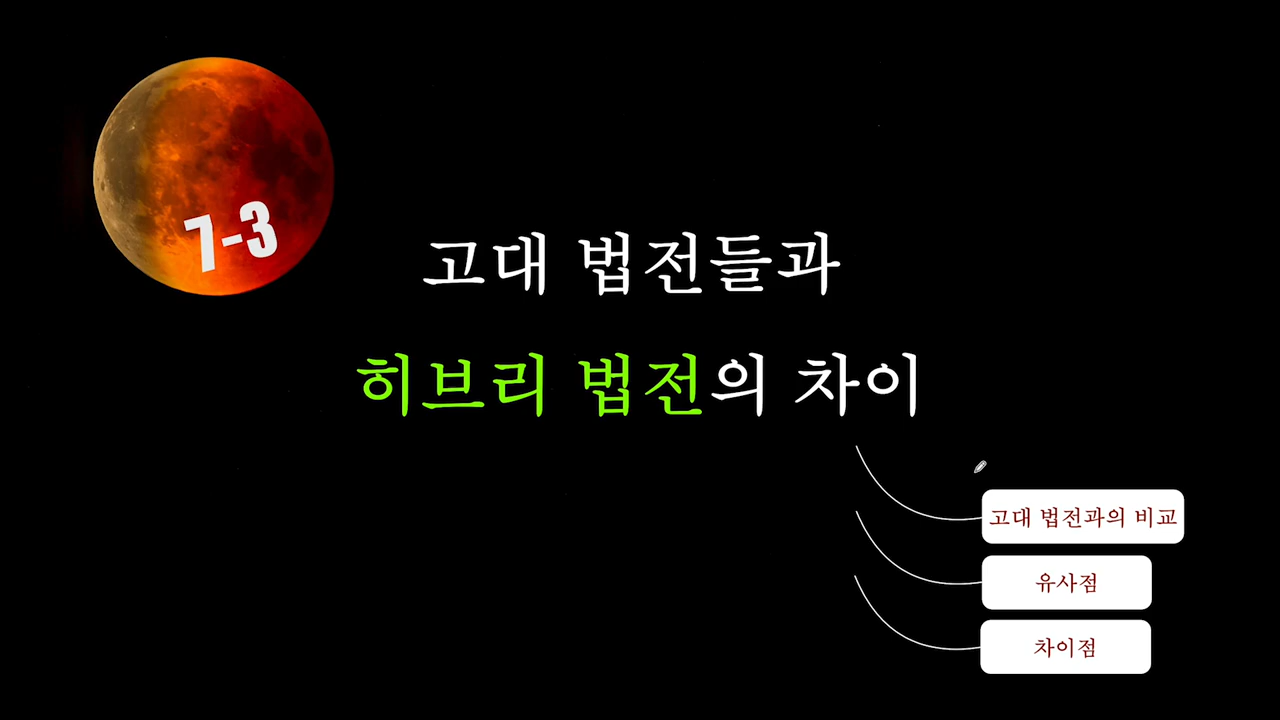 7-3
고대 법전들과
히브리 법전의 차이
고대 법전과의 비교
유사점
차이점